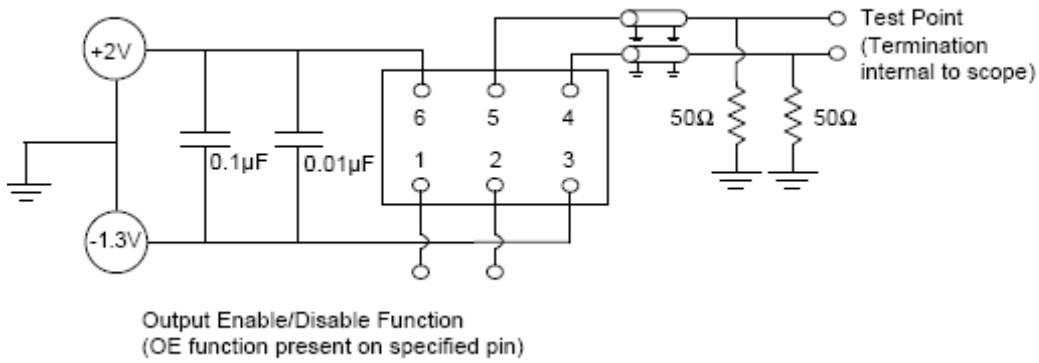 +2V
-1.3V
0.1µF
0.01µF
6 5 4
1 2 3
50Ω
50Ω
Test Point
(Termination
internal to scope)
Output Enable/Disable Function
(OE function present on specified pin)